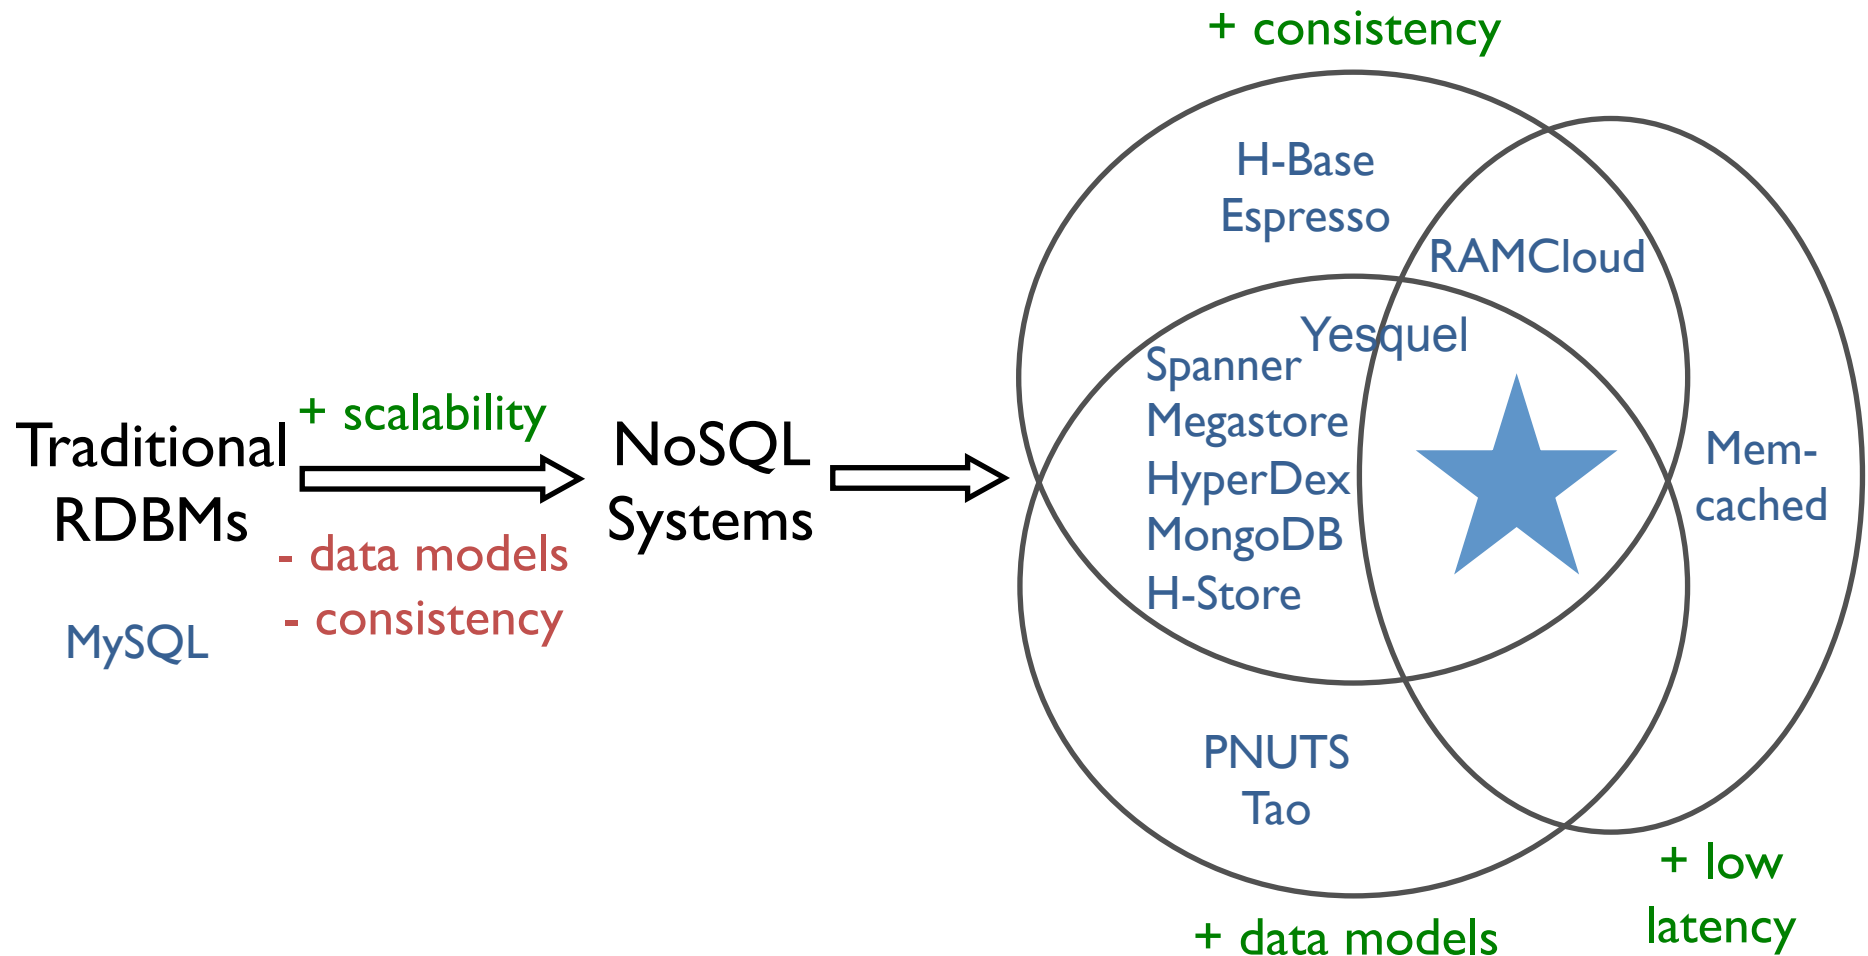 Traditional
RDBMs
MySQL
+ scalability
- data models
- consistency
NoSQL
Systems
+ consistency
H-Base
Espresso
RAMCloud
Yesquel
Spanner
Megastore
HyperDex
MongoDB
H-Store
Mem-
cached
PNUTS
Tao
+ low
latency
+ data models